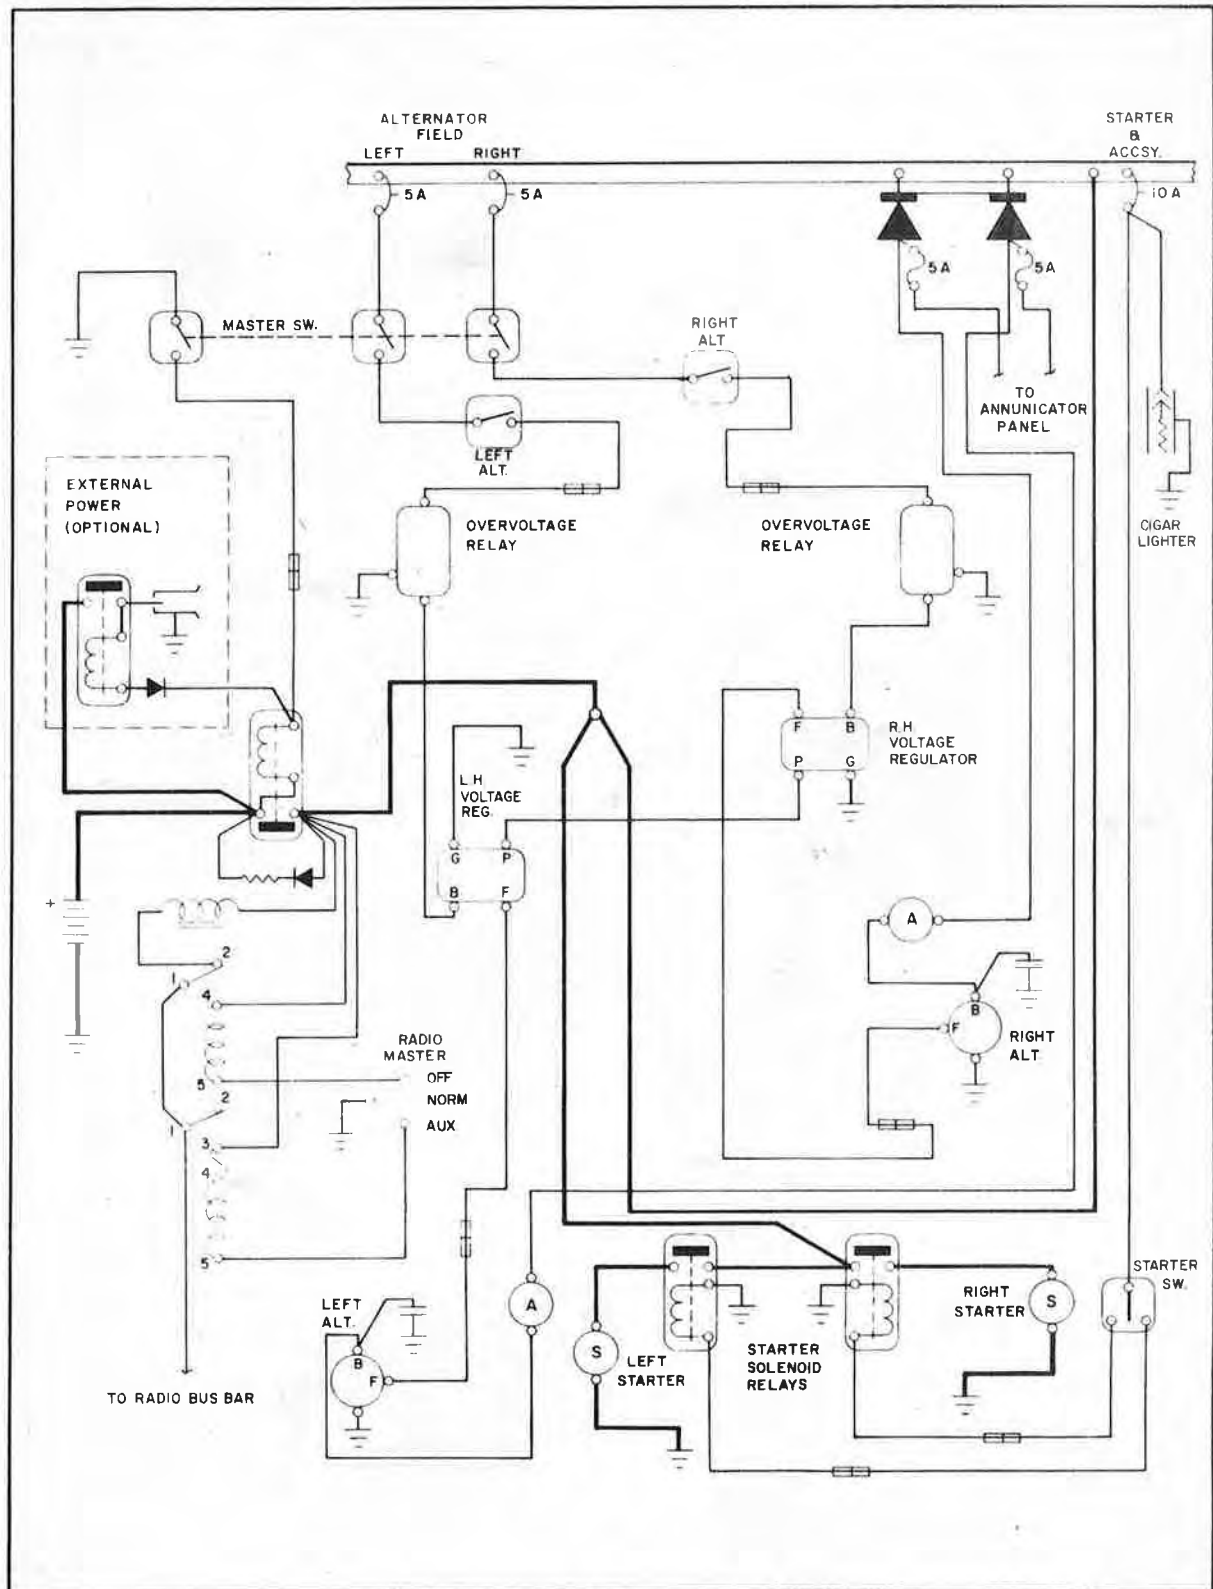 ALTERNATOR
FIELD
LEFT
RIGHT
STARTER
&
ACCSY.
5A
5A
10A
5A
5A
MASTER SW.
RIGHT
ALT
TO
ANNUNICATOR
PANEL
LEFT
ALT.
EXTERNAL
POWER
(OPTIONAL)
OVERVOLTAGE
RELAY
OVERVOLTAGE
RELAY
CIGAR
LIGHTER
F
B
P
G
R.H.
VOLTAGE
REGULATOR
L.H.
VOLTAGE
REG.
G
P
B
F
+
A
2
1
4
5
2
1
3
4
5
RADIO
MASTER
OFF
NORM
AUX
B
F
RIGHT
ALT.
TO RADIO BUS BAR
LEFT
ALT.
B
F
A
S
LEFT
STARTER
STARTER
SOLENOID
RELAYS
RIGHT
STARTER
S
STARTER
SW.